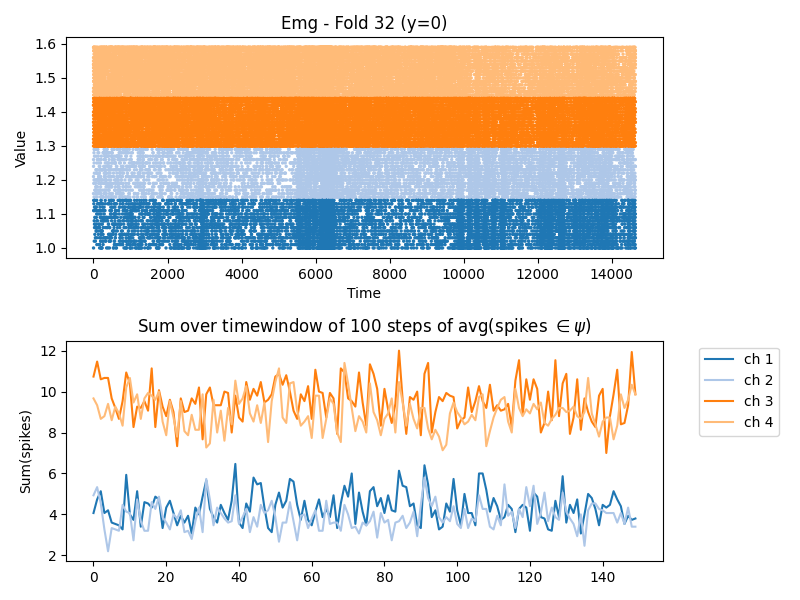 Emg - Fold 32 (y=0)
Value
1.6
1.5
1.4
1.3
1.2
1.1
1.0
0 2000 4000 6000 8000 10000 12000 14000
Time
Sum over timewindow of 100 steps of avg(spikes ∈ψ)
Sum(spikes)
12
10
8
6
4
2
0 20 40 60 80 100 120 140
ch 1
ch 2
ch 3
ch 4